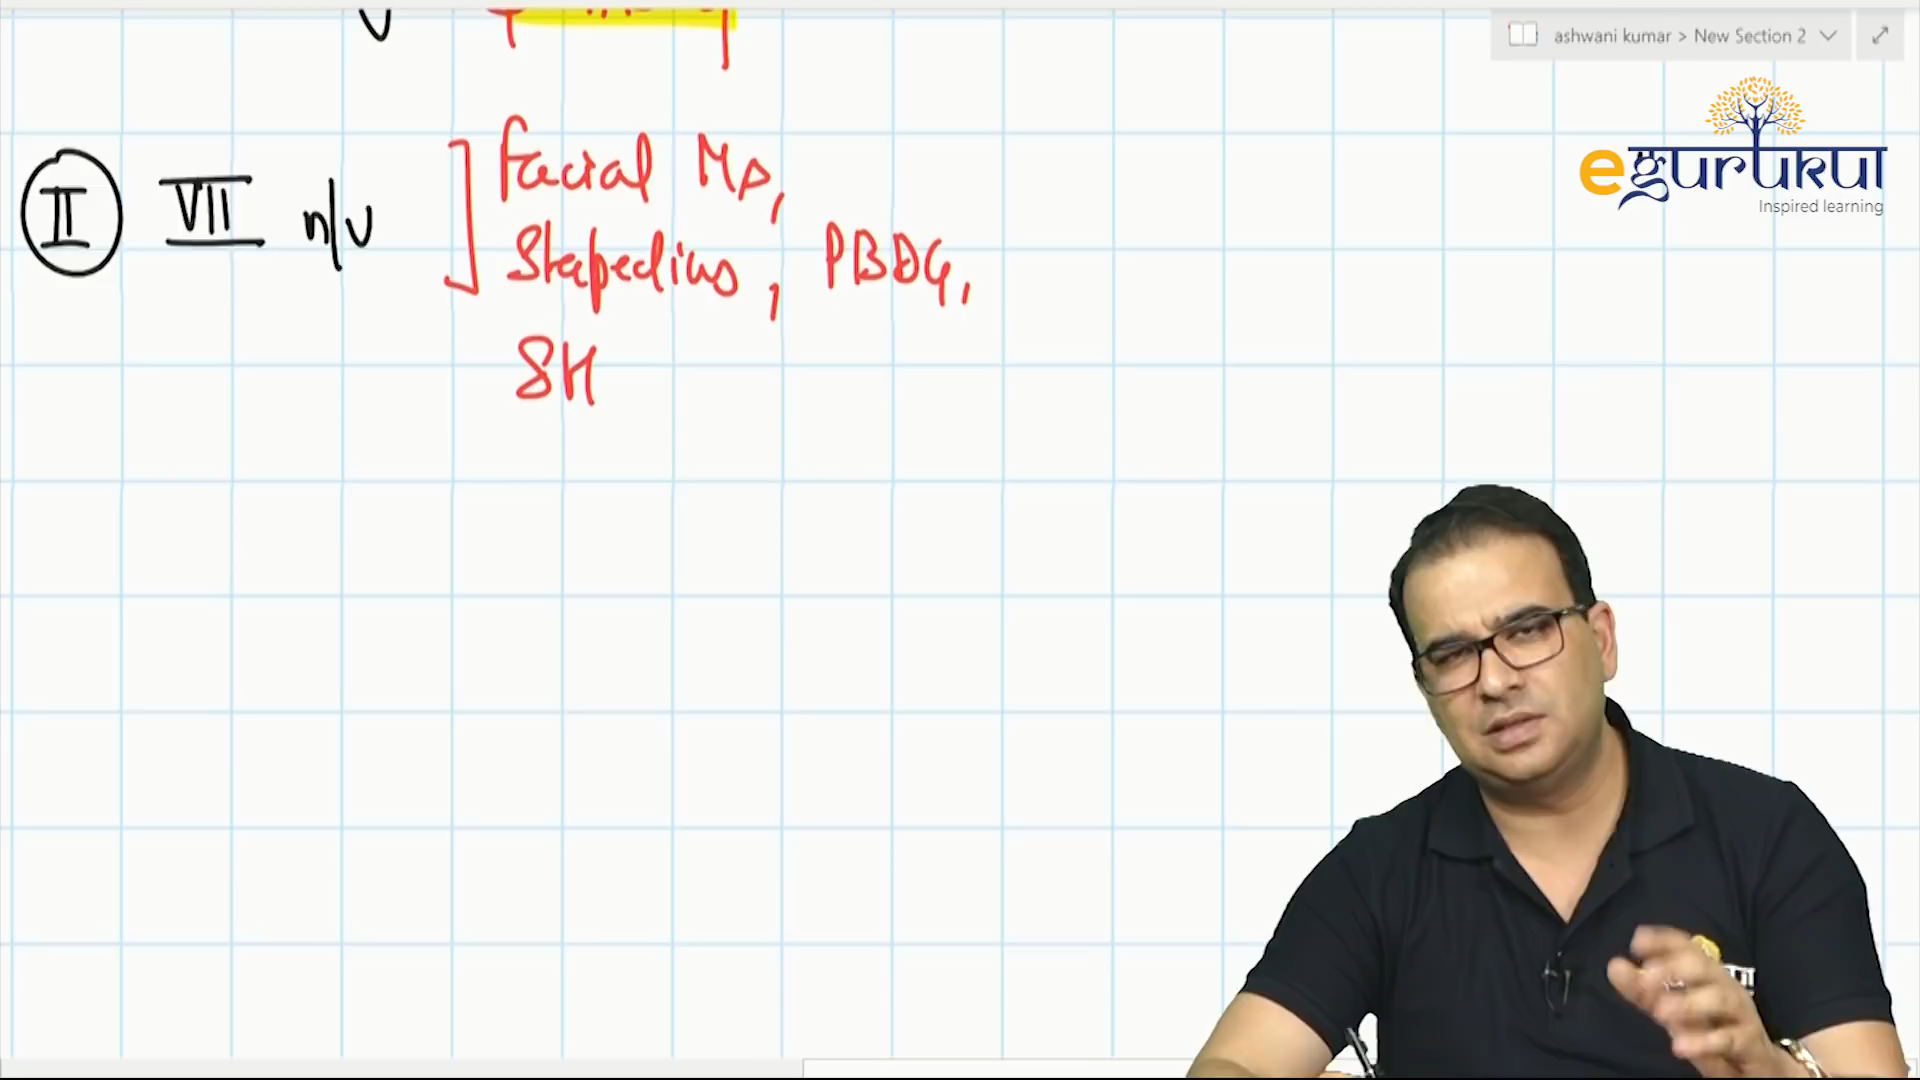 ashwani kumar > New Section 2
egurukul
Inspired learning
II VII n/v
Facial Ms,
Stapedius, PBDG,
SH